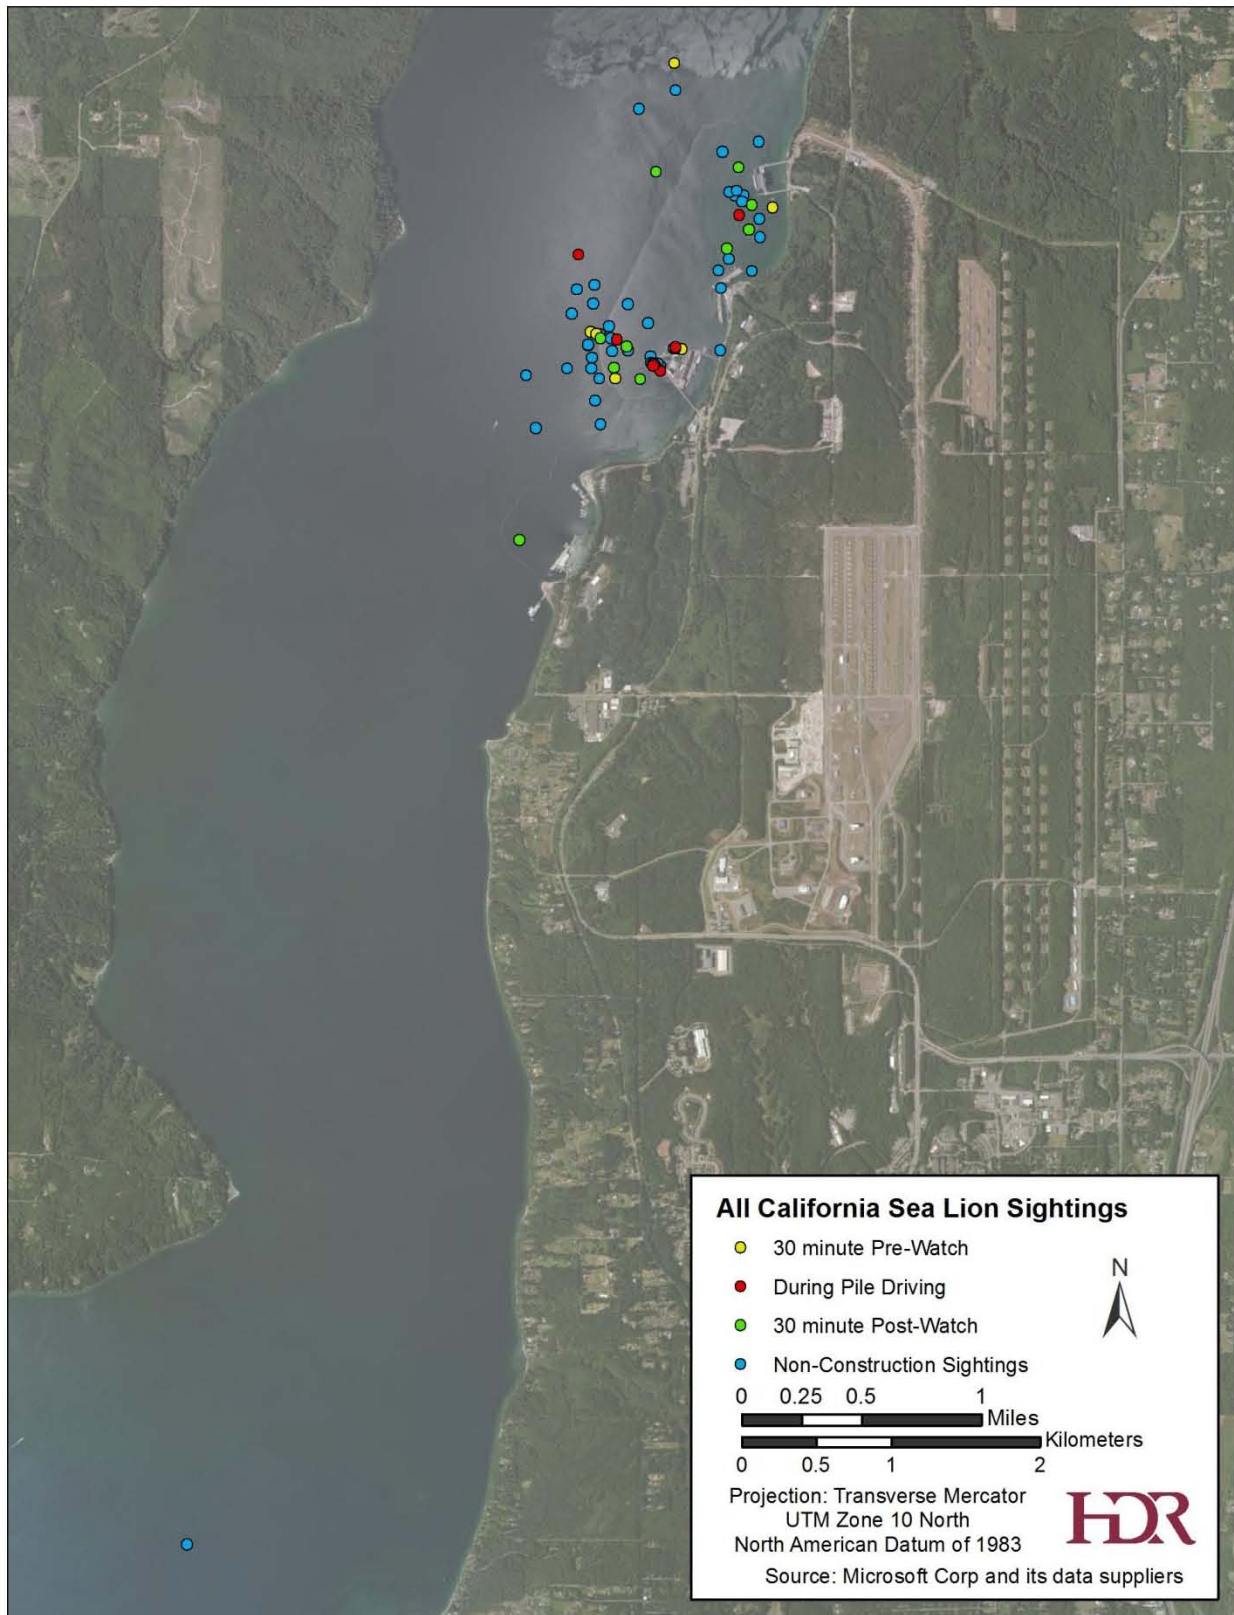 All California Sea Lion Sightings
30 minute Pre-Watch
During Pile Driving
30 minute Post-Watch
Non-Construction Sightings
N
0 0.25 0.5 1
Miles
Kilometers
0 0.5 1 2
Projection: Transverse Mercator
UTM Zone 10 North
North American Datum of 1983
HDR
Source: Microsoft Corp and its data suppliers